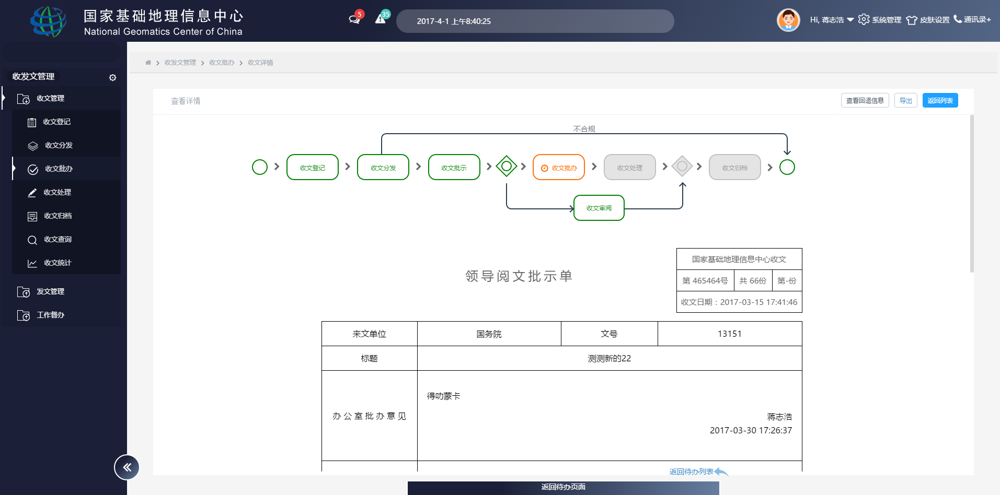 国家基础地理信息中心
National Geomatics Center of China
5
35
2017-4-1 上午8:40:25
Hi, 蒋志浩
系统管理
皮肤设置
通讯录+
收发文管理
收文管理
收文登记
收文分发
收文批办
收文处理
收文归档
收文查询
收文统计
发文管理
工作督办
收发文管理 > 收文批办 > 收文详情
查看详情
查看回退信息
导出
返回列表
不合规
收文登记
收文分发
收文批示
收文批办
收文处理
收文归档
收文审阅
国家基础地理信息中心收文
第 465464号 共 66份 第-份
收文日期：2017-03-15 17:41:46
领导阅文批示单
来文单位 国务院 文号 13151
标题 测测新的22
办公室批办意见
得叻蒙卡
蒋志浩
2017-03-30 17:26:37
返回待办列表
返回待办页面